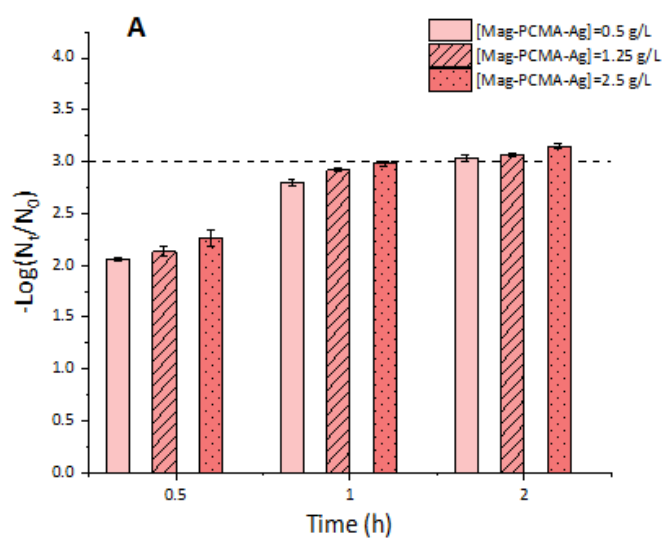 A
[Mag-PCMA-Ag]=0.5 g/L
[Mag-PCMA-Ag]=1.25 g/L
[Mag-PCMA-Ag]=2.5 g/L
-Log(N_t/N_0)
4.0
3.5
3.0
2.5
2.0
1.5
1.0
0.5
0.0
0.5
1
2
Time (h)